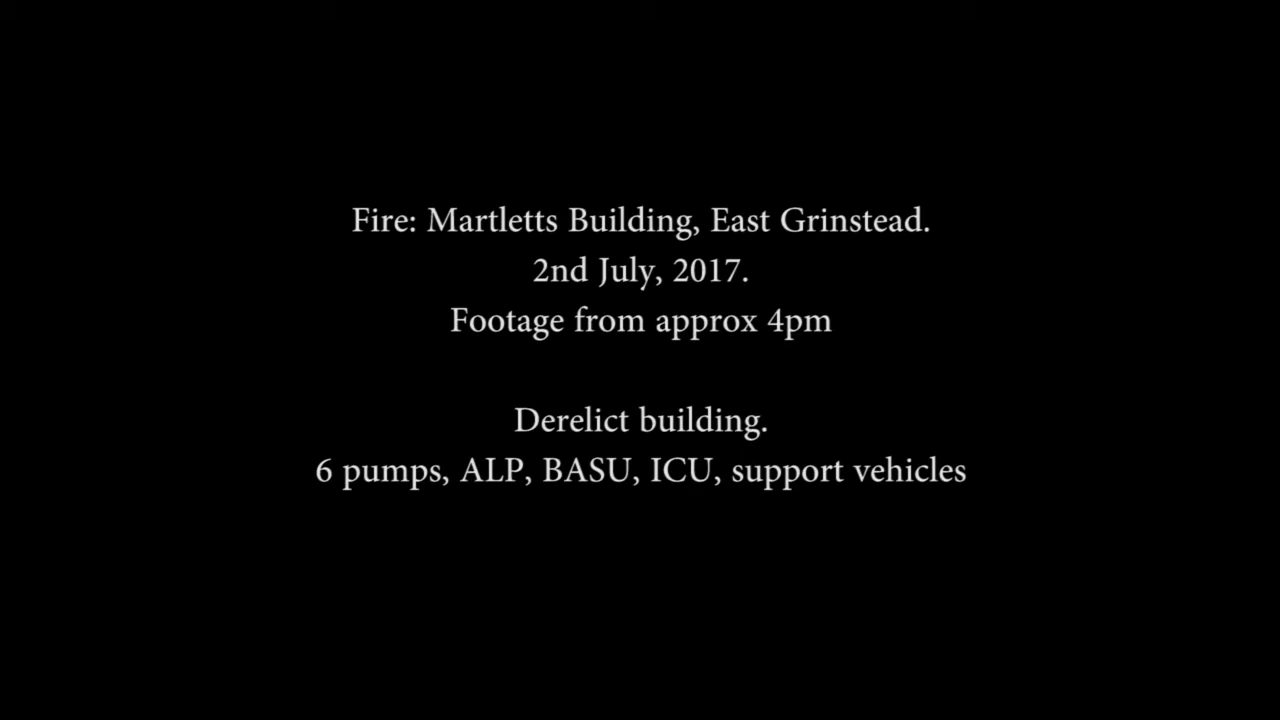 Fire: Martletts Building, East Grinstead.
2nd July, 2017.
Footage from approx 4pm
Derelict building.
6 pumps, ALP, BASU, ICU, support vehicles